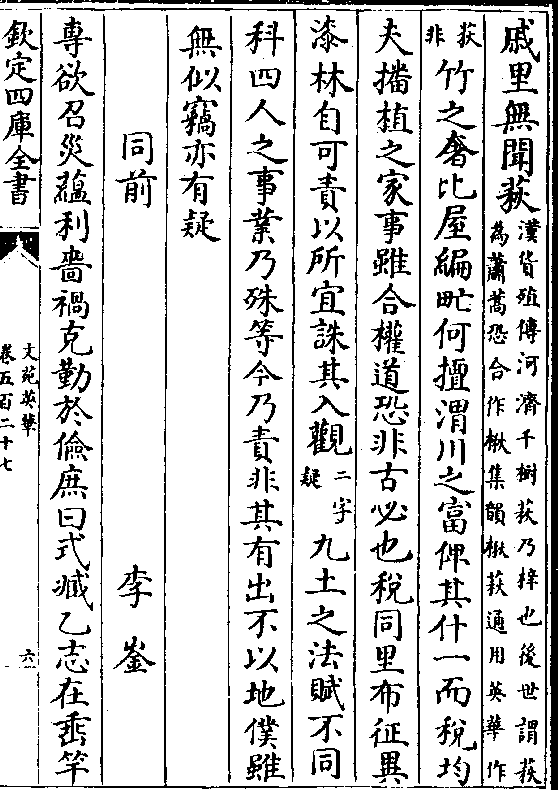 戚里無聞萩漢貨殖傳河濟千樹萩乃梓也後世謂萩
為蕭蒿恐合作楸集韻楸萩通用英華作
荻非竹之奢比屋編甿何擅渭川之富俾其什一而稅均
夫播植之家事雖合權道恐非古必也稅同里布征異
漆林自可責以所宜誅其入觀二字疑九土之法賦不同
科四人之事業乃殊等今乃責非其有出不以地僕雖
無似竊亦有疑
同前 李崟
專欲召災蘊利嗇禍克勤於儉庶曰式臧乙志在垂竿
欽定四庫全書
文苑英華
卷五百二十七
六